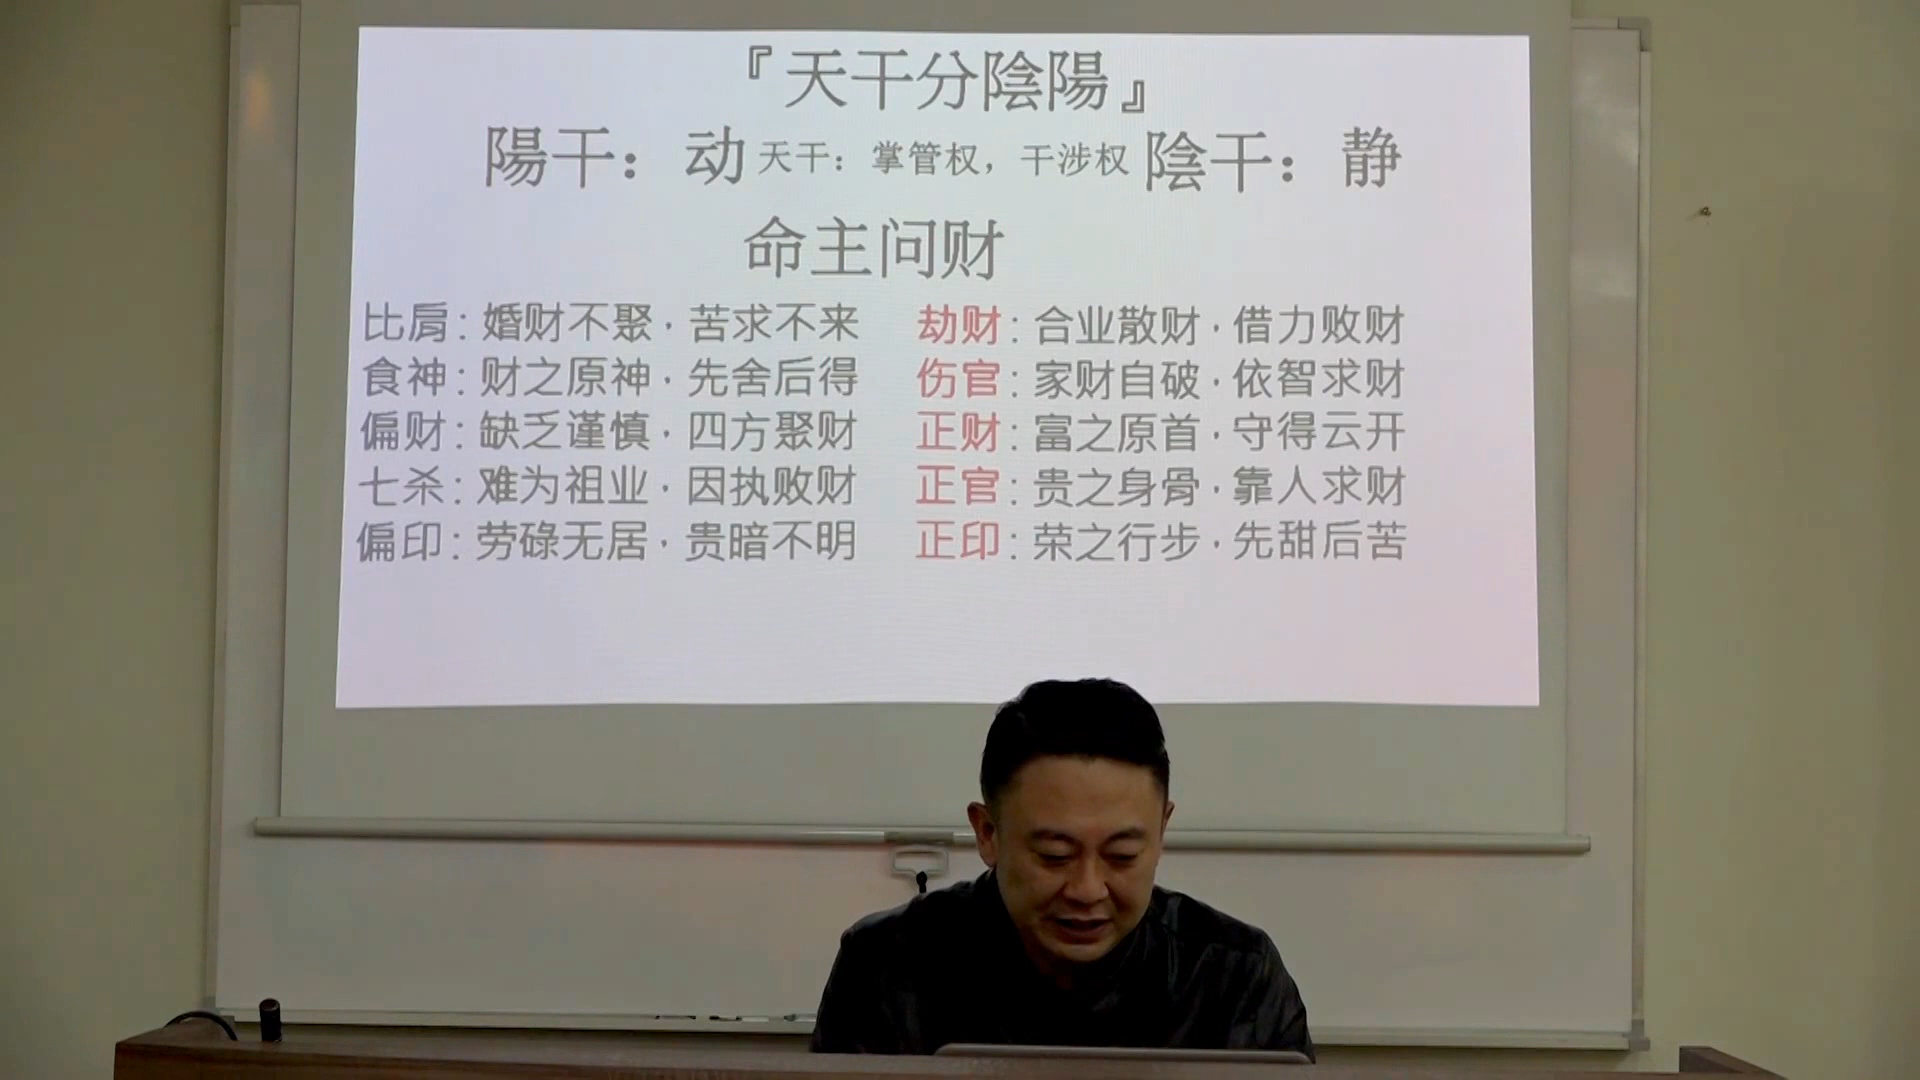 『天干分陰陽』
陽干：动 天干：掌管权，干涉权 陰干：静
命主问财
比肩：婚财不聚·苦求不来 劫财：合业散财·借力败财
食神：财之原神·先舍后得 伤官：家财自破·依智求财
偏财：缺乏谨慎·四方聚财 正财：富之原首·守得云开
七杀：难为祖业·因执败财 正官：贵之身骨·靠人求财
偏印：劳碌无居·贵暗不明 正印：荣之行步·先甜后苦